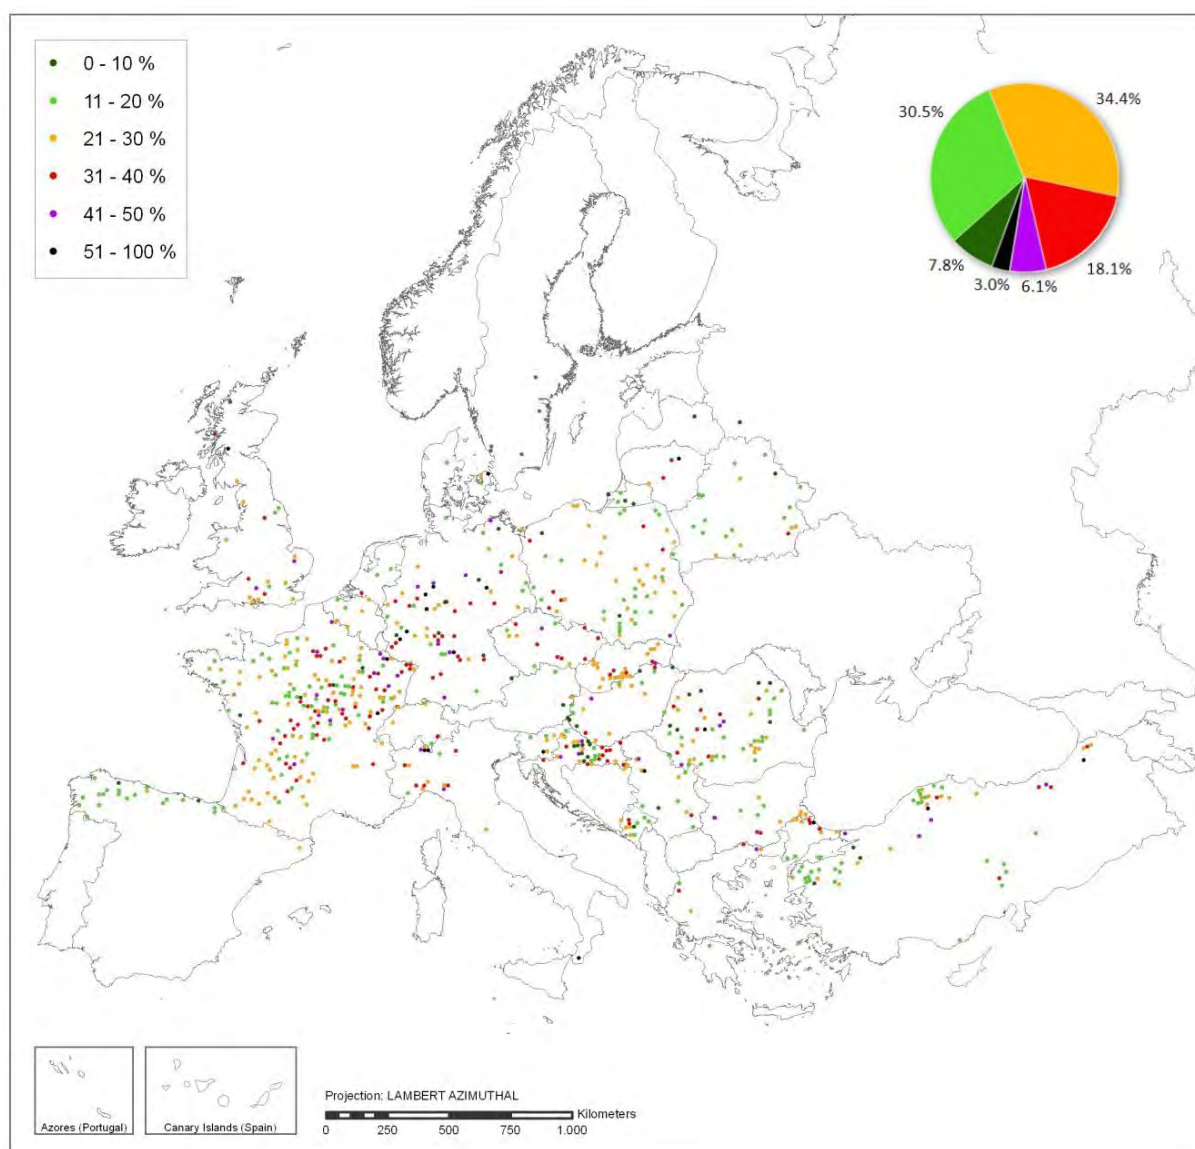 0 - 10 %
11 - 20 %
21 - 30 %
31 - 40 %
41 - 50 %
51 - 100 %
30.5%
34.4%
7.8%
3.0%
6.1%
18.1%
Azores (Portugal)
Canary Islands (Spain)
Projection: LAMBERT AZIMUTHAL
Kilometers
0 250 500 750 1.000